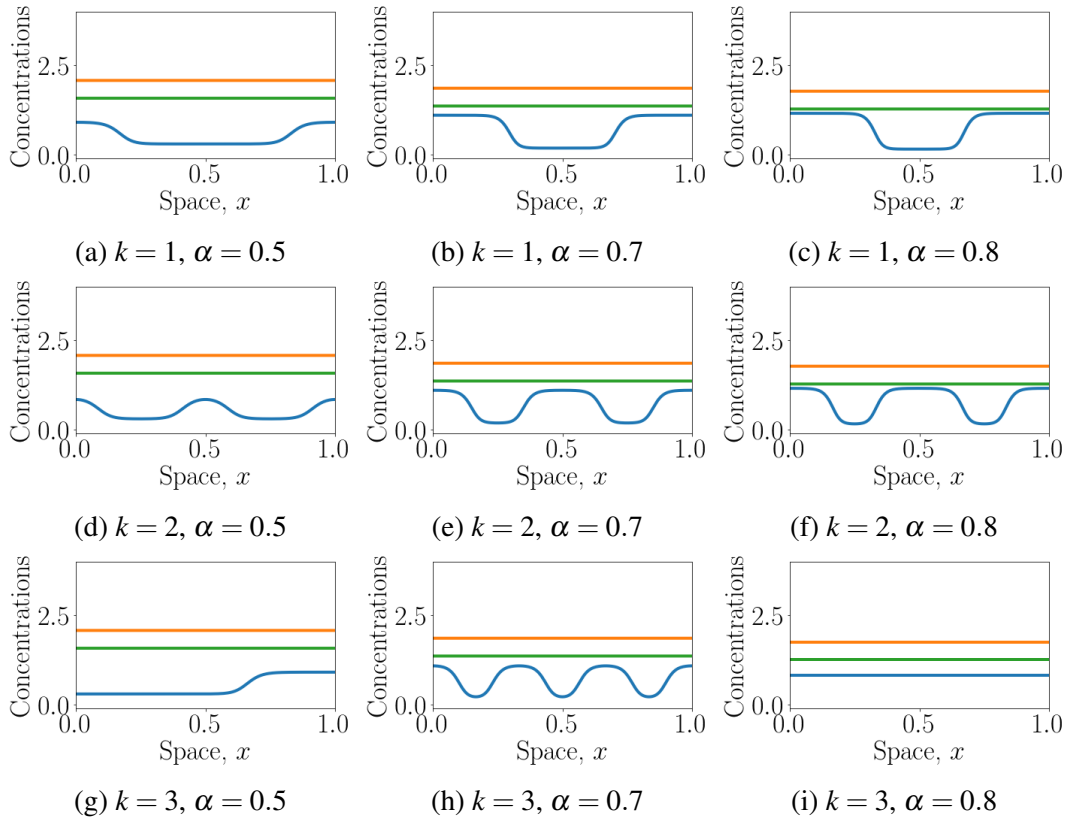 Concentrations
2.5
0.0
0.0 0.5 1.0
Space, x
(a) k = 1, α = 0.5
Concentrations
2.5
0.0
0.0 0.5 1.0
Space, x
(b) k = 1, α = 0.7
Concentrations
2.5
0.0
0.0 0.5 1.0
Space, x
(c) k = 1, α = 0.8
Concentrations
2.5
0.0
0.0 0.5 1.0
Space, x
(d) k = 2, α = 0.5
Concentrations
2.5
0.0
0.0 0.5 1.0
Space, x
(e) k = 2, α = 0.7
Concentrations
2.5
0.0
0.0 0.5 1.0
Space, x
(f) k = 2, α = 0.8
Concentrations
2.5
0.0
0.0 0.5 1.0
Space, x
(g) k = 3, α = 0.5
Concentrations
2.5
0.0
0.0 0.5 1.0
Space, x
(h) k = 3, α = 0.7
Concentrations
2.5
0.0
0.0 0.5 1.0
Space, x
(i) k = 3, α = 0.8